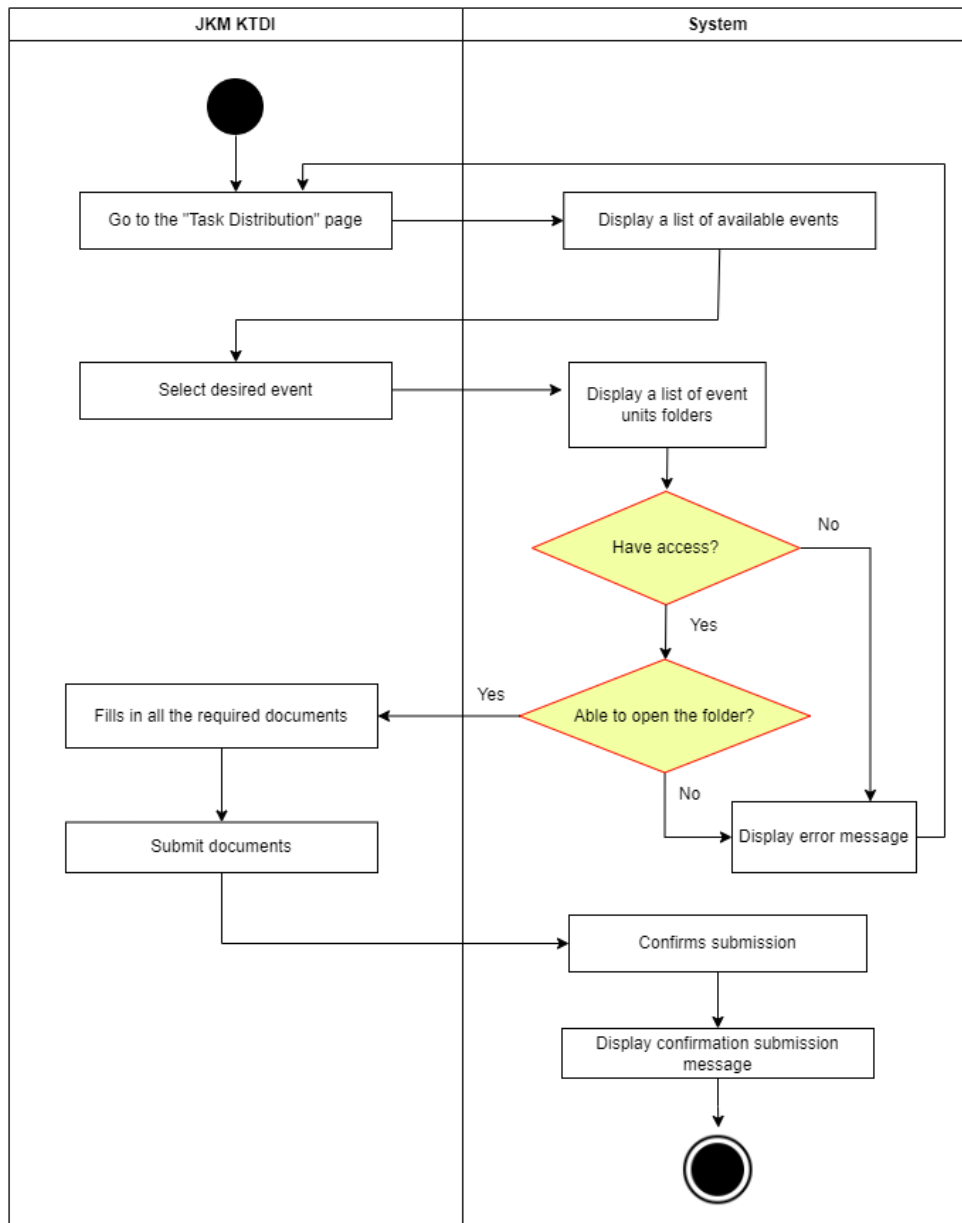 JKM KTDI
System
Go to the "Task Distribution" page
Display a list of available events
Select desired event
Display a list of event
units folders
Have access?
No
Yes
Able to open the folder?
Yes
Fills in all the required documents
No
Display error message
Submit documents
Confirms submission
Display confirmation submission
message